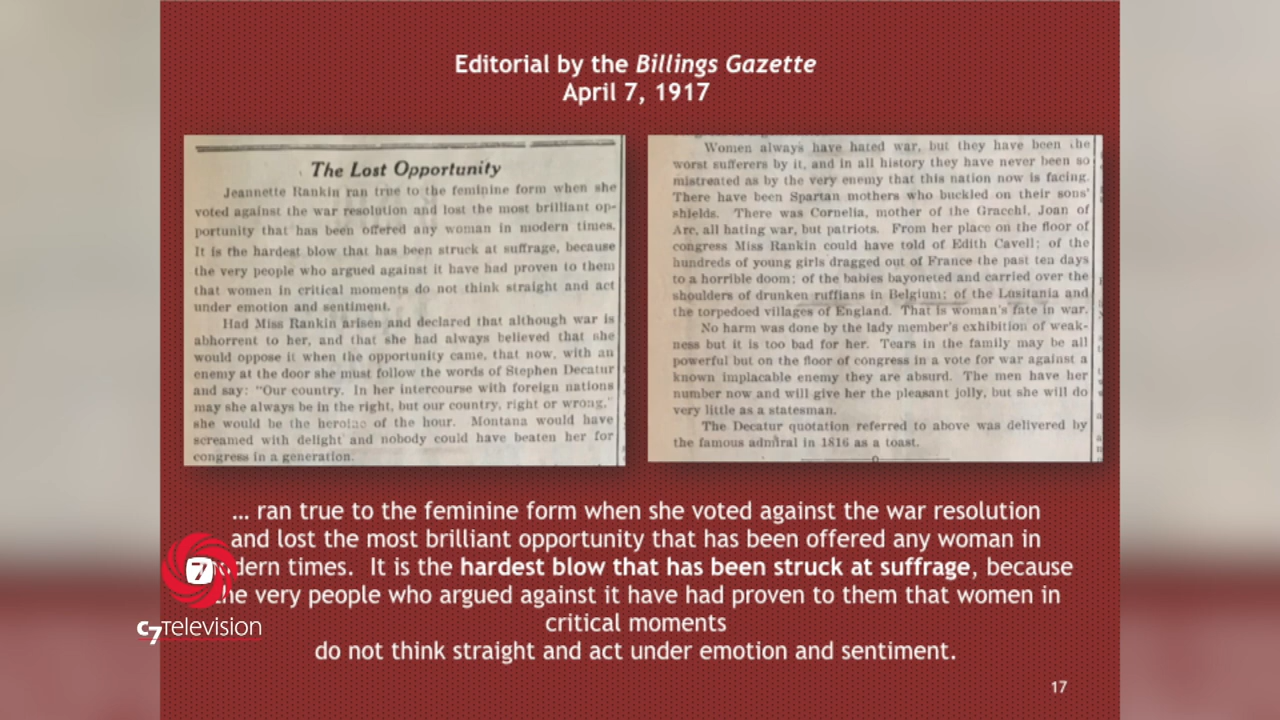 Editorial by the Billings Gazette
April 7, 1917
The Lost Opportunity
Jeannette Rankin ran true to the feminine form when she
voted against the war resolution and lost the most brilliant op-
portunity that has been offered any woman in modern times.
It is the hardest blow that has been struck at suffrage, because
the very people who argued against it have had proven to them
that women in critical moments do not think straight and act
under emotion and sentiment.
Had Miss Rankin arisen and declared that although war is
abhorrent to her, and that she had always believed that she
would oppose it when the opportunity came, that now, with an
enemy at the door she must follow the words of Stephen Decatur
and say: "Our country. In her intercourse with foreign nations
may she always be in the right, but our country, right or wrong,"
she would be the heroine of the hour. Montana would have
screamed with delight and nobody could have beaten her for
congress in a generation.
Women always have hated war, but they have been the
worst sufferers by it, and in all history they have never been so
mistreated as by the very enemy that this nation now is facing.
There have been Spartan mothers who buckled on their sons'
shields. There was Cornelia, mother of the Gracchi, Joan of
Arc, all hating war, but patriots. From her place on the floor of
congress Miss Rankin could have told of Edith Cavell; of the
hundreds of young girls dragged out of France the past ten days
to a horrible doom; of the babies bayoneted and carried over the
shoulders of drunken ruffians in Belgium; of the Lusitania and
the torpedoed villages of England. That is woman's fate in war.
No harm was done by the lady member's exhibition of weak-
ness but it is too bad for her. Tears in the family may be all
powerful but on the floor of congress in a vote for war against a
known implacable enemy they are absurd. The men have her
number now and will give her the pleasant jolly, but she will do
very little as a statesman.
The Decatur quotation referred to above was delivered by
the famous admiral in 1816 as a toast.
... ran true to the feminine form when she voted against the war resolution
and lost the most brilliant opportunity that has been offered any woman in
dern times. It is the hardest blow that has been struck at suffrage, because
he very people who argued against it have had proven to them that women in
critical moments
do not think straight and act under emotion and sentiment.
7
c7Television
17